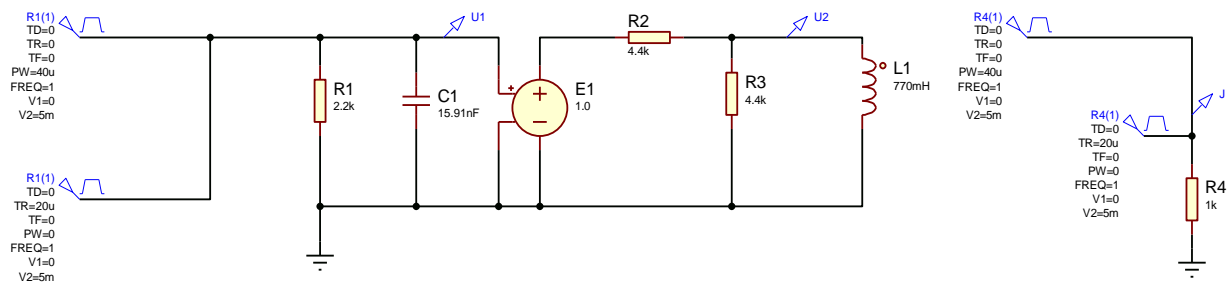 R1(1)
TD=0
TR=0
TF=0
PW=40u
FREQ=1
V1=0
V2=5m
R1(1)
TD=0
TR=20u
TF=0
PW=0
FREQ=1
V1=0
V2=5m
U1
R1
2.2k
C1
15.91nF
E1
1.0
R2
4.4k
U2
R3
4.4k
L1
770mH
R4(1)
TD=0
TR=0
TF=0
PW=40u
FREQ=1
V1=0
V2=5m
J
R4(1)
TD=0
TR=20u
TF=0
PW=0
FREQ=1
V1=0
V2=5m
R4
1k